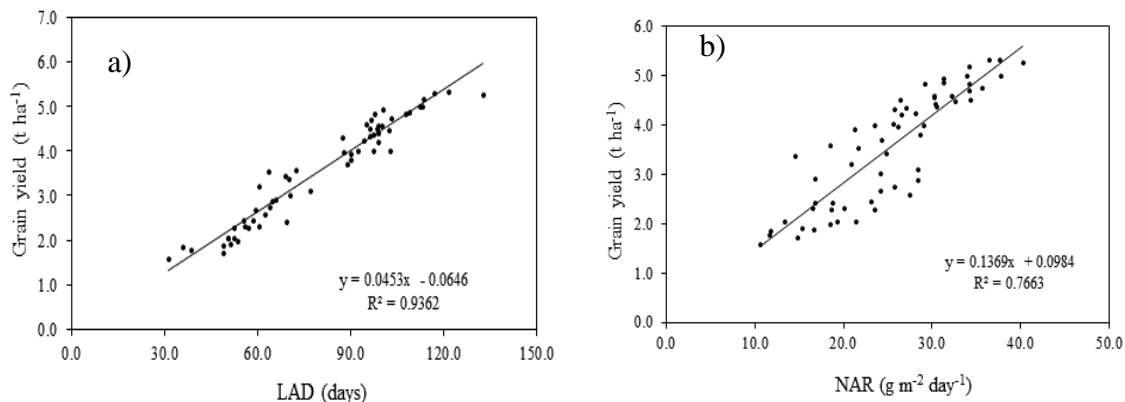 a)
7.0
6.0
5.0
4.0
3.0
2.0
1.0
0.0
Grain yield (t ha⁻¹)
y = 0.0453x - 0.0646
R² = 0.9362
0.0 30.0 60.0 90.0 120.0 150.0
LAD (days)
b)
6.0
5.0
4.0
3.0
2.0
1.0
0.0
Grain yield (t ha⁻¹)
y = 0.1369x + 0.0984
R² = 0.7663
0.0 10.0 20.0 30.0 40.0 50.0
NAR (g m⁻² day⁻¹)